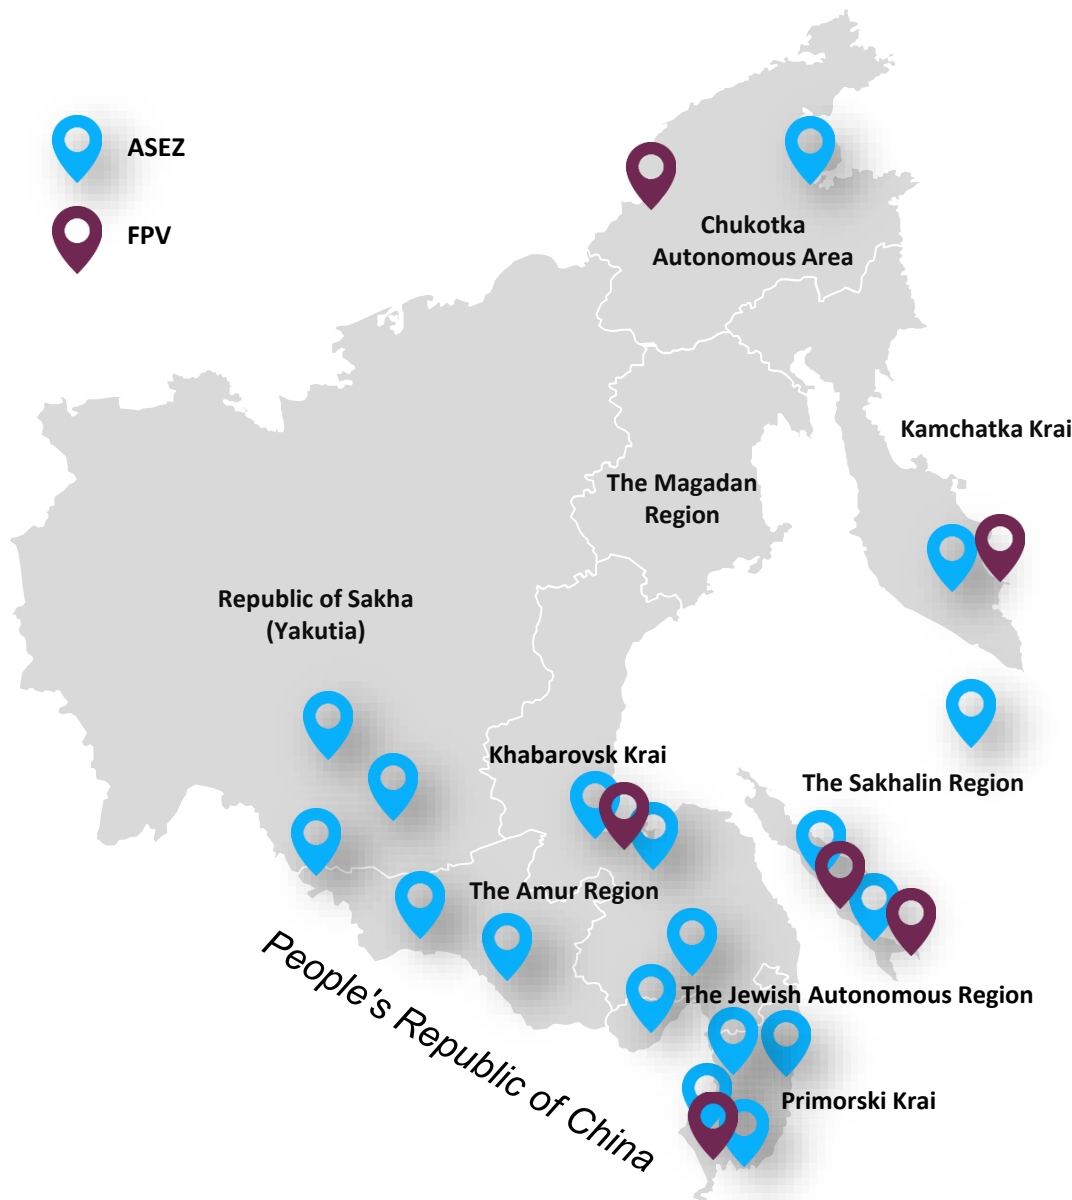 ASEZ
FPV
Chukotka
Autonomous Area
Kamchatka Krai
The Magadan
Region
Republic of Sakha
(Yakutia)
Khabarovsk Krai
The Sakhalin Region
The Amur Region
People's Republic of China
The Jewish Autonomous Region
Primorski Krai